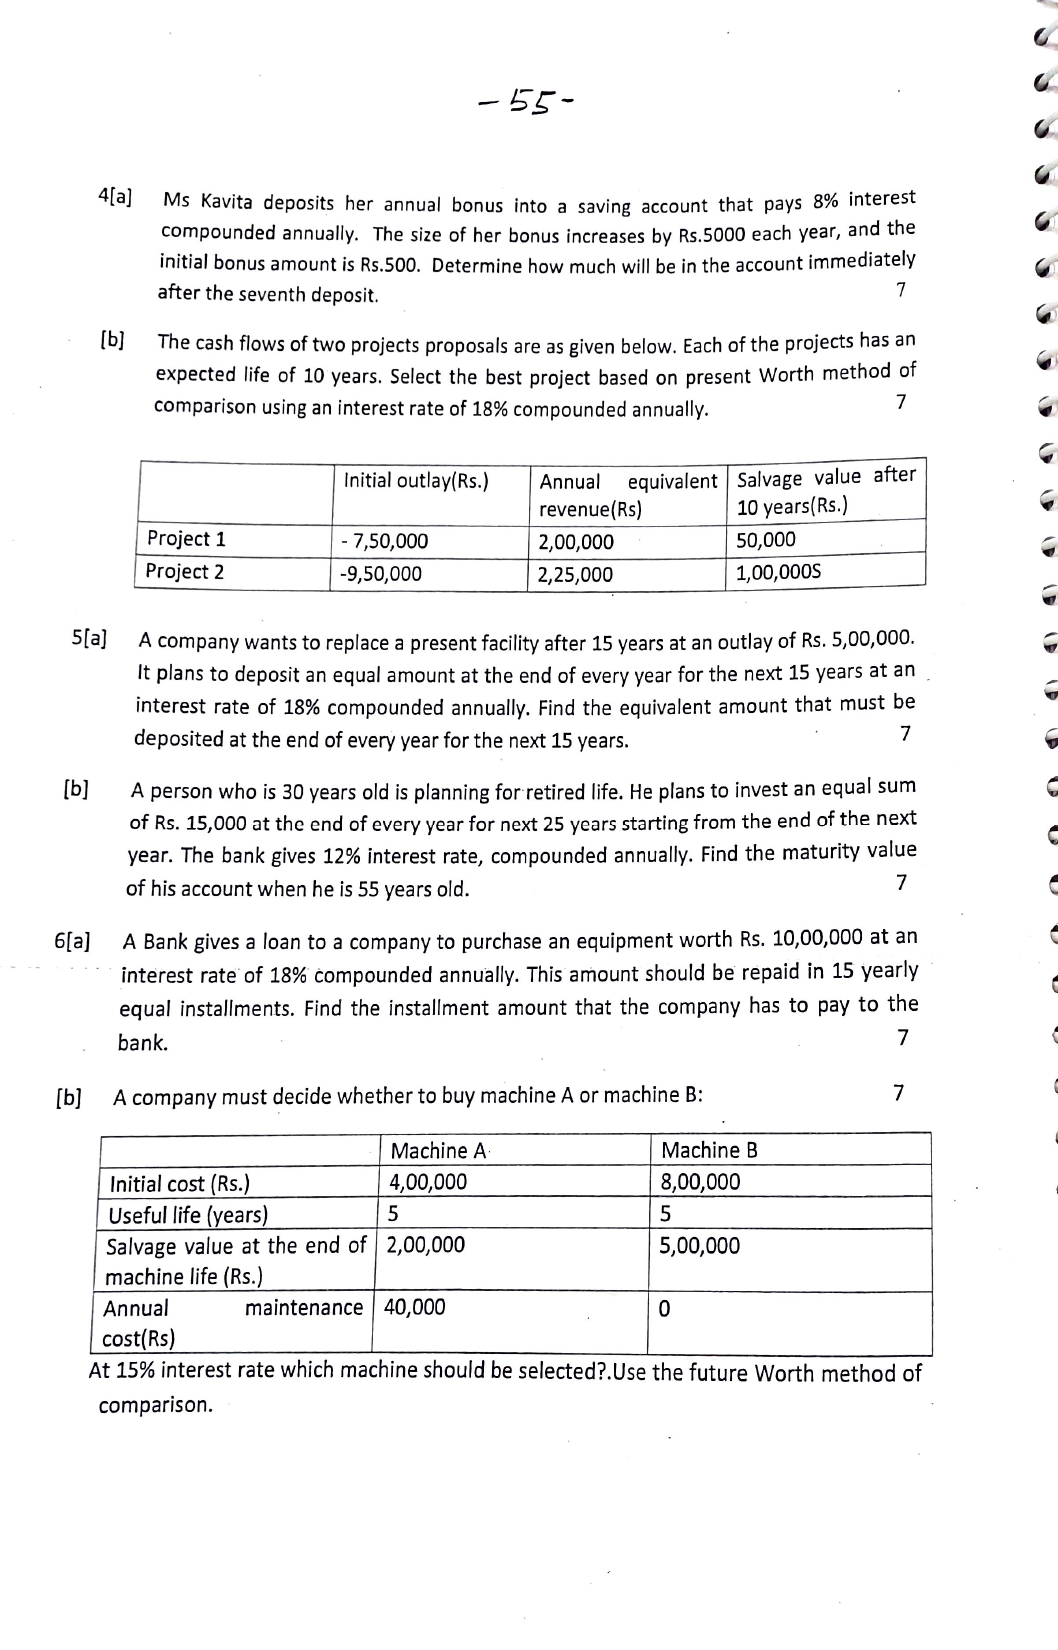 -55-
4[a] Ms Kavita deposits her annual bonus into a saving account that pays 8% interest
compounded annually. The size of her bonus increases by Rs.5000 each year, and the
initial bonus amount is Rs.500. Determine how much will be in the account immediately
after the seventh deposit. 7
[b] The cash flows of two projects proposals are as given below. Each of the projects has an
expected life of 10 years. Select the best project based on present Worth method of
comparison using an interest rate of 18% compounded annually. 7
Initial outlay(Rs.) Annual equivalent Salvage value after
revenue(Rs) 10 years(Rs.)
Project 1 - 7,50,000 2,00,000 50,000
Project 2 -9,50,000 2,25,000 1,00,000S
5[a] A company wants to replace a present facility after 15 years at an outlay of Rs. 5,00,000.
It plans to deposit an equal amount at the end of every year for the next 15 years at an
interest rate of 18% compounded annually. Find the equivalent amount that must be
deposited at the end of every year for the next 15 years. 7
[b] A person who is 30 years old is planning for retired life. He plans to invest an equal sum
of Rs. 15,000 at the end of every year for next 25 years starting from the end of the next
year. The bank gives 12% interest rate, compounded annually. Find the maturity value
of his account when he is 55 years old. 7
6[a] A Bank gives a loan to a company to purchase an equipment worth Rs. 10,00,000 at an
interest rate of 18% compounded annually. This amount should be repaid in 15 yearly
equal installments. Find the installment amount that the company has to pay to the
bank. 7
[b] A company must decide whether to buy machine A or machine B: 7
Machine A Machine B
Initial cost (Rs.) 4,00,000 8,00,000
Useful life (years) 5 5
Salvage value at the end of 2,00,000 5,00,000
machine life (Rs.)
Annual maintenance 40,000 0
cost(Rs)
At 15% interest rate which machine should be selected?.Use the future Worth method of
comparison.